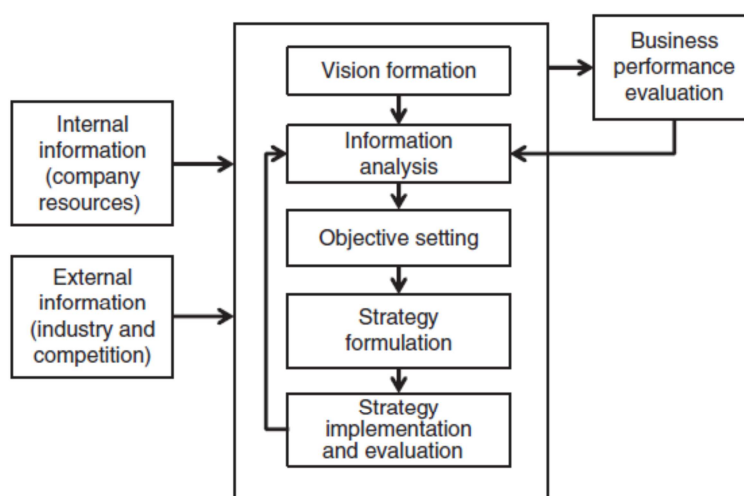 Internal
information
(company
resources)
External
information
(industry and
competition)
Vision formation
Information
analysis
Objective setting
Strategy
formulation
Strategy
implementation
and evaluation
Business
performance
evaluation